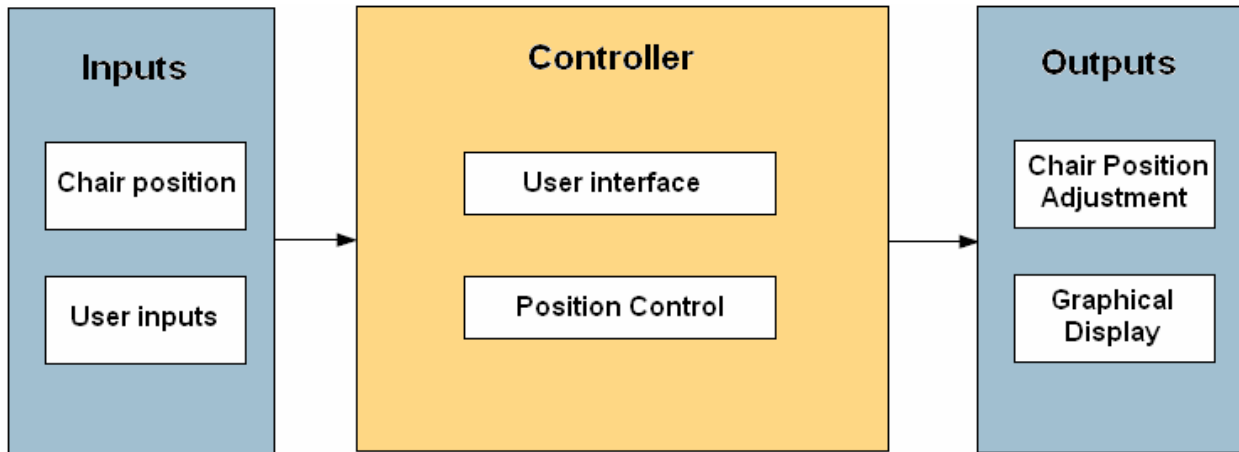 Inputs
Chair position
User inputs
Controller
User interface
Position Control
Outputs
Chair Position
Adjustment
Graphical
Display